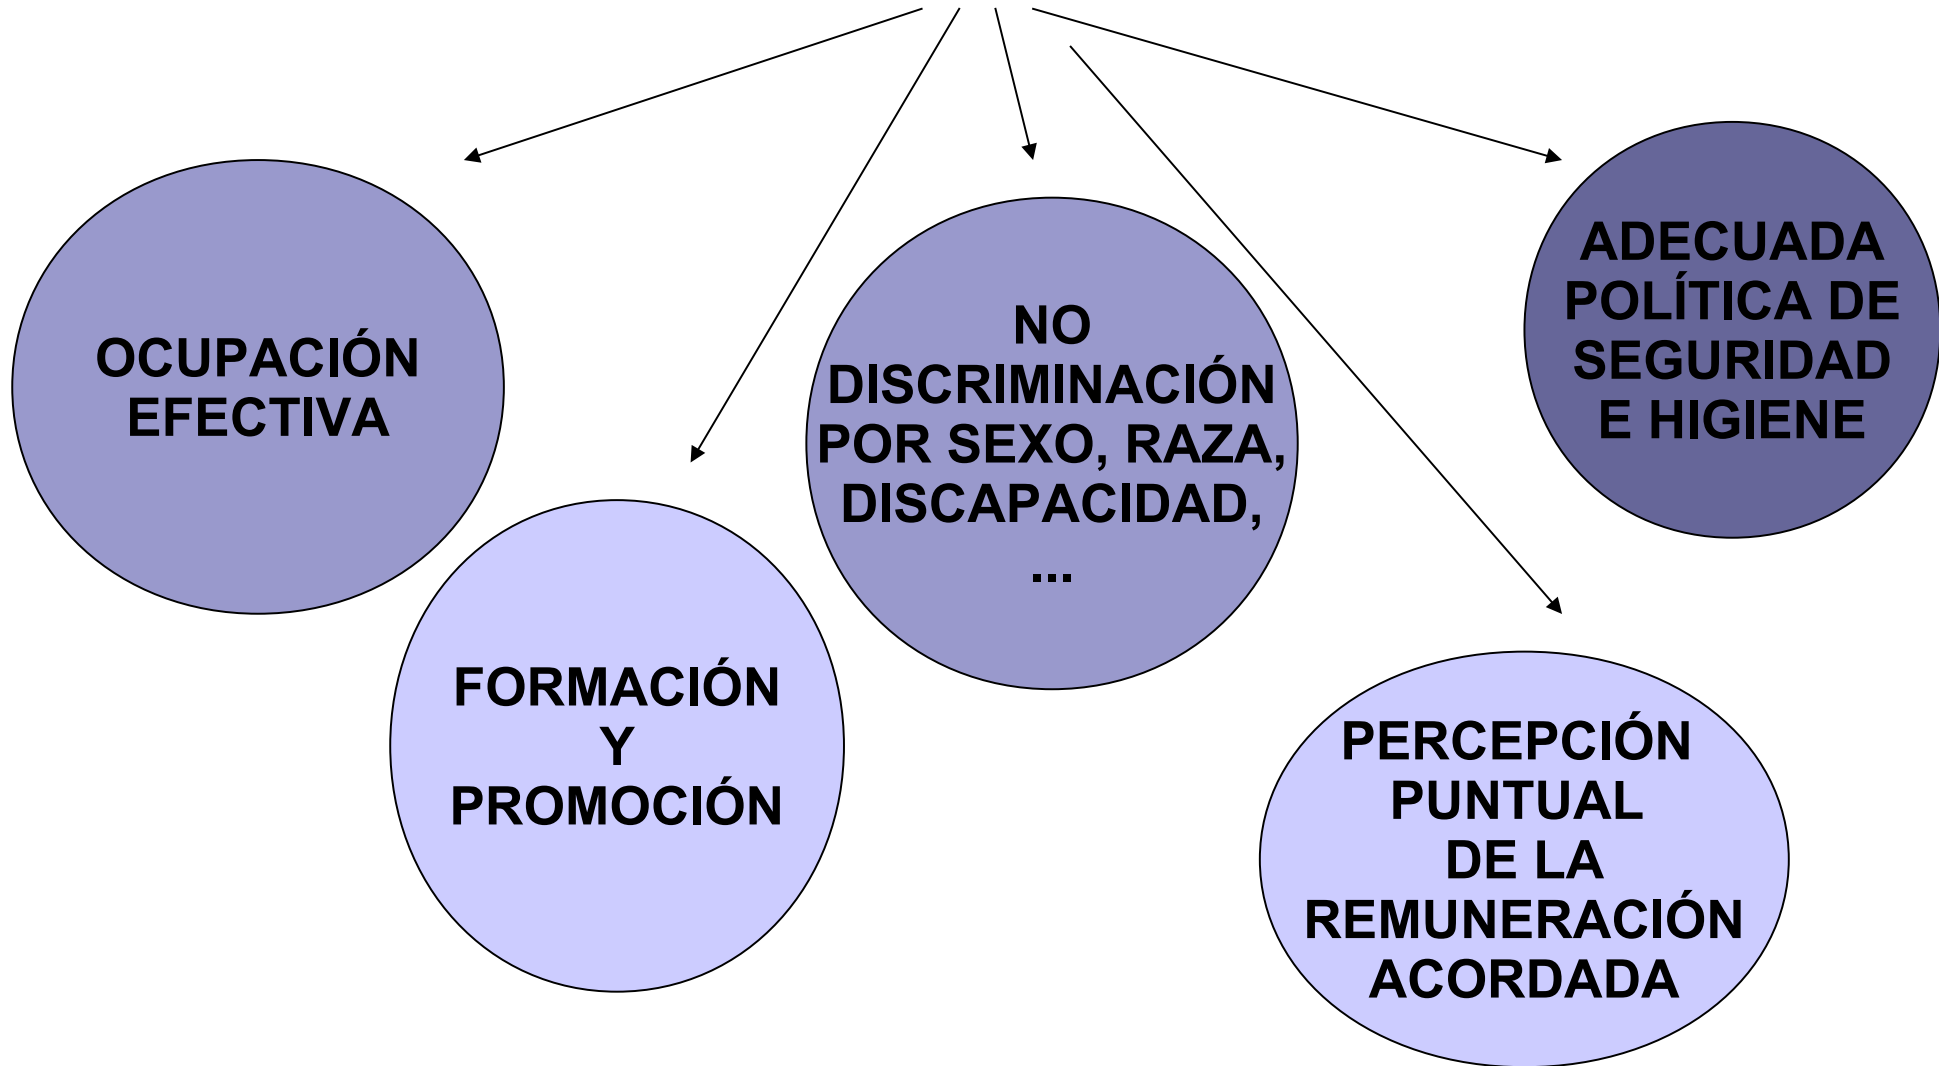 OCUPACIÓN
EFECTIVA
FORMACIÓN
Y
PROMOCIÓN
NO
DISCRIMINACIÓN
POR SEXO, RAZA,
DISCAPACIDAD,
...
PERCEPCIÓN
PUNTUAL
DE LA
REMUNERACIÓN
ACORDADA
ADECUADA
POLÍTICA DE
SEGURIDAD
E HIGIENE